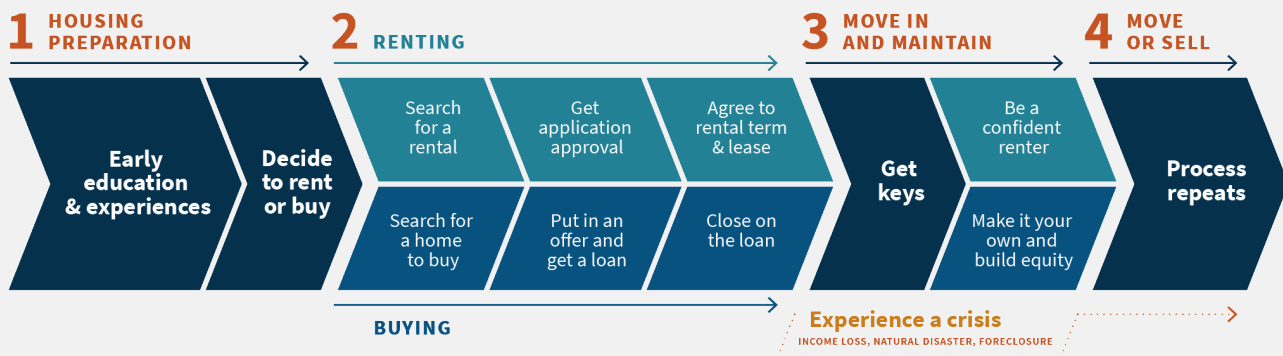 1 HOUSING
PREPARATION
2 RENTING
3 MOVE IN
AND MAINTAIN
4 MOVE
OR SELL
Early
education
& experiences
Decide
to rent
or buy
Search
for a
rental
Get
application
approval
Agree to
rental term
& lease
Search for
a home
to buy
Put in an
offer and
get a loan
Close on
the loan
Get
keys
Be a
confident
renter
Make it your
own and
build equity
Process
repeats
BUYING
Experience a crisis
INCOME LOSS, NATURAL DISASTER, FORECLOSURE